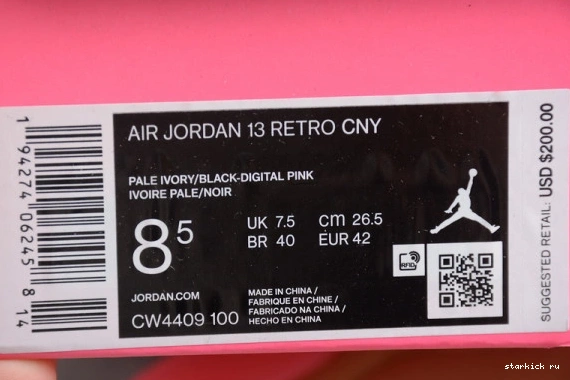 AIR JORDAN 13 RETRO CNY
PALE IVORY/BLACK-DIGITAL PINK
IVOIRE PALE/NOIR
8 5
UK 7.5 cm 26.5
BR 40 EUR 42
RFID
JORDAN.COM
CW4409 100
MADE IN CHINA /
FABRIQUE EN CHINE /
FABRICADO NA CHINA /
HECHO EN CHINA
1 94274 06245 8 14
SUGGESTED RETAIL: USD $200.00
starkick ru